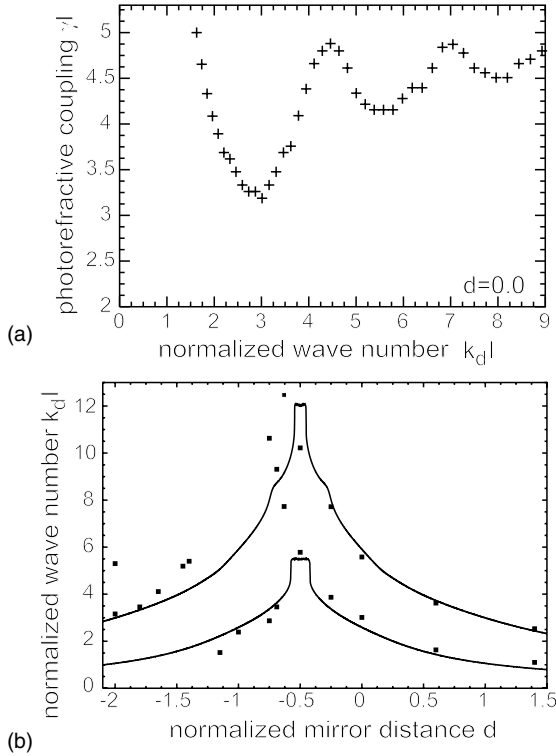 photorefractive coupling γl
5
4.5
4
3.5
3
2.5
2
d=0.0
0 1 2 3 4 5 6 7 8 9
normalized wave number k_dl
(a)
normalized wave number k_dl
12
10
8
6
4
2
0
-2 -1.5 -1 -0.5 0 0.5 1 1.5
normalized mirror distance d
(b)